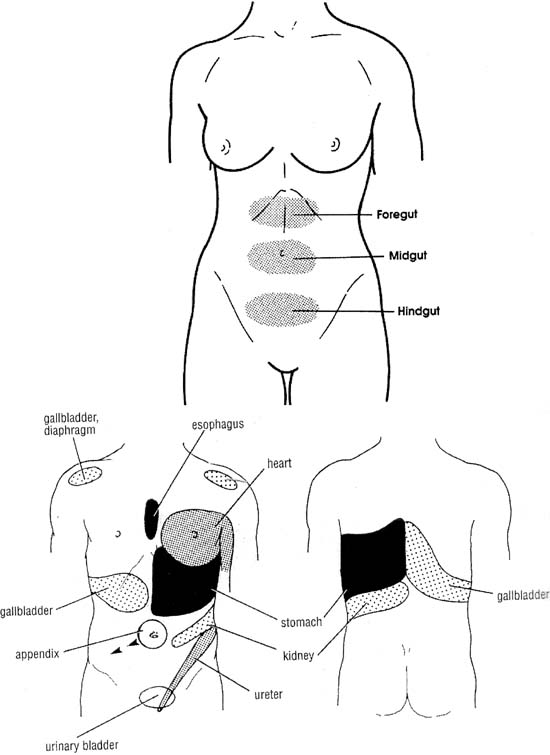 Foregut
Midgut
Hindgut
gallbladder,
diaphragm
esophagus
heart
gallbladder
stomach
gallbladder
appendix
kidney
ureter
urinary bladder